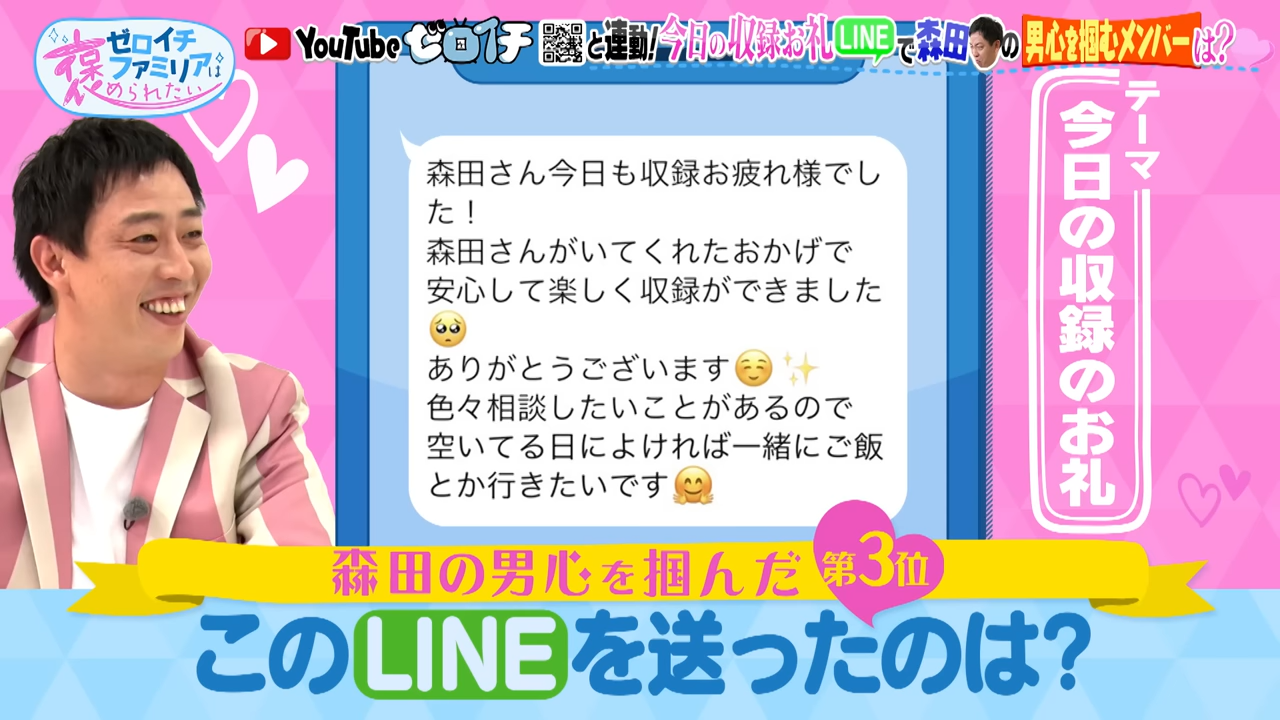 ゼロイチ
ファミリアは
褒められたい
YouTube ゼロイチ と連動!今日の収録お礼LINEで森田の男心を掴むメンバーは?
テーマ
今日の収録のお礼
森田さん今日も収録お疲れ様でし
た！
森田さんがいてくれたおかげで
安心して楽しく収録ができました
🥺
ありがとうございます☺️✨
色々相談したいことがあるので
空いてる日によければ一緒にご飯
とか行きたいです🤗
森田の男心を掴んだ 第3位
このLINEを送ったのは?